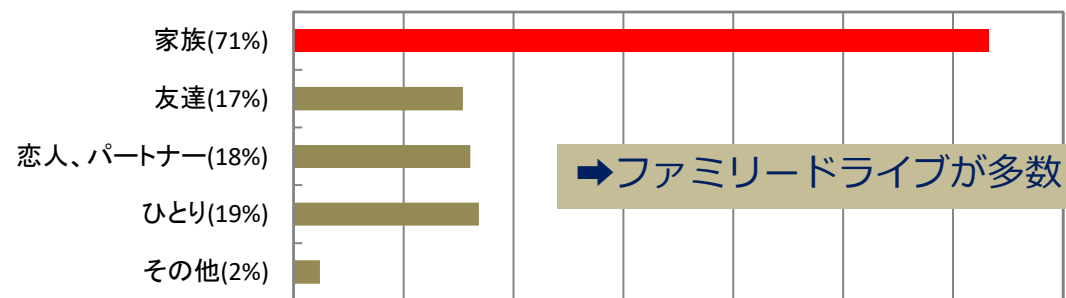 家族(71%)
友達(17%)
恋人、パートナー(18%)
➡ファミリードライブが多数
ひとり(19%)
その他(2%)